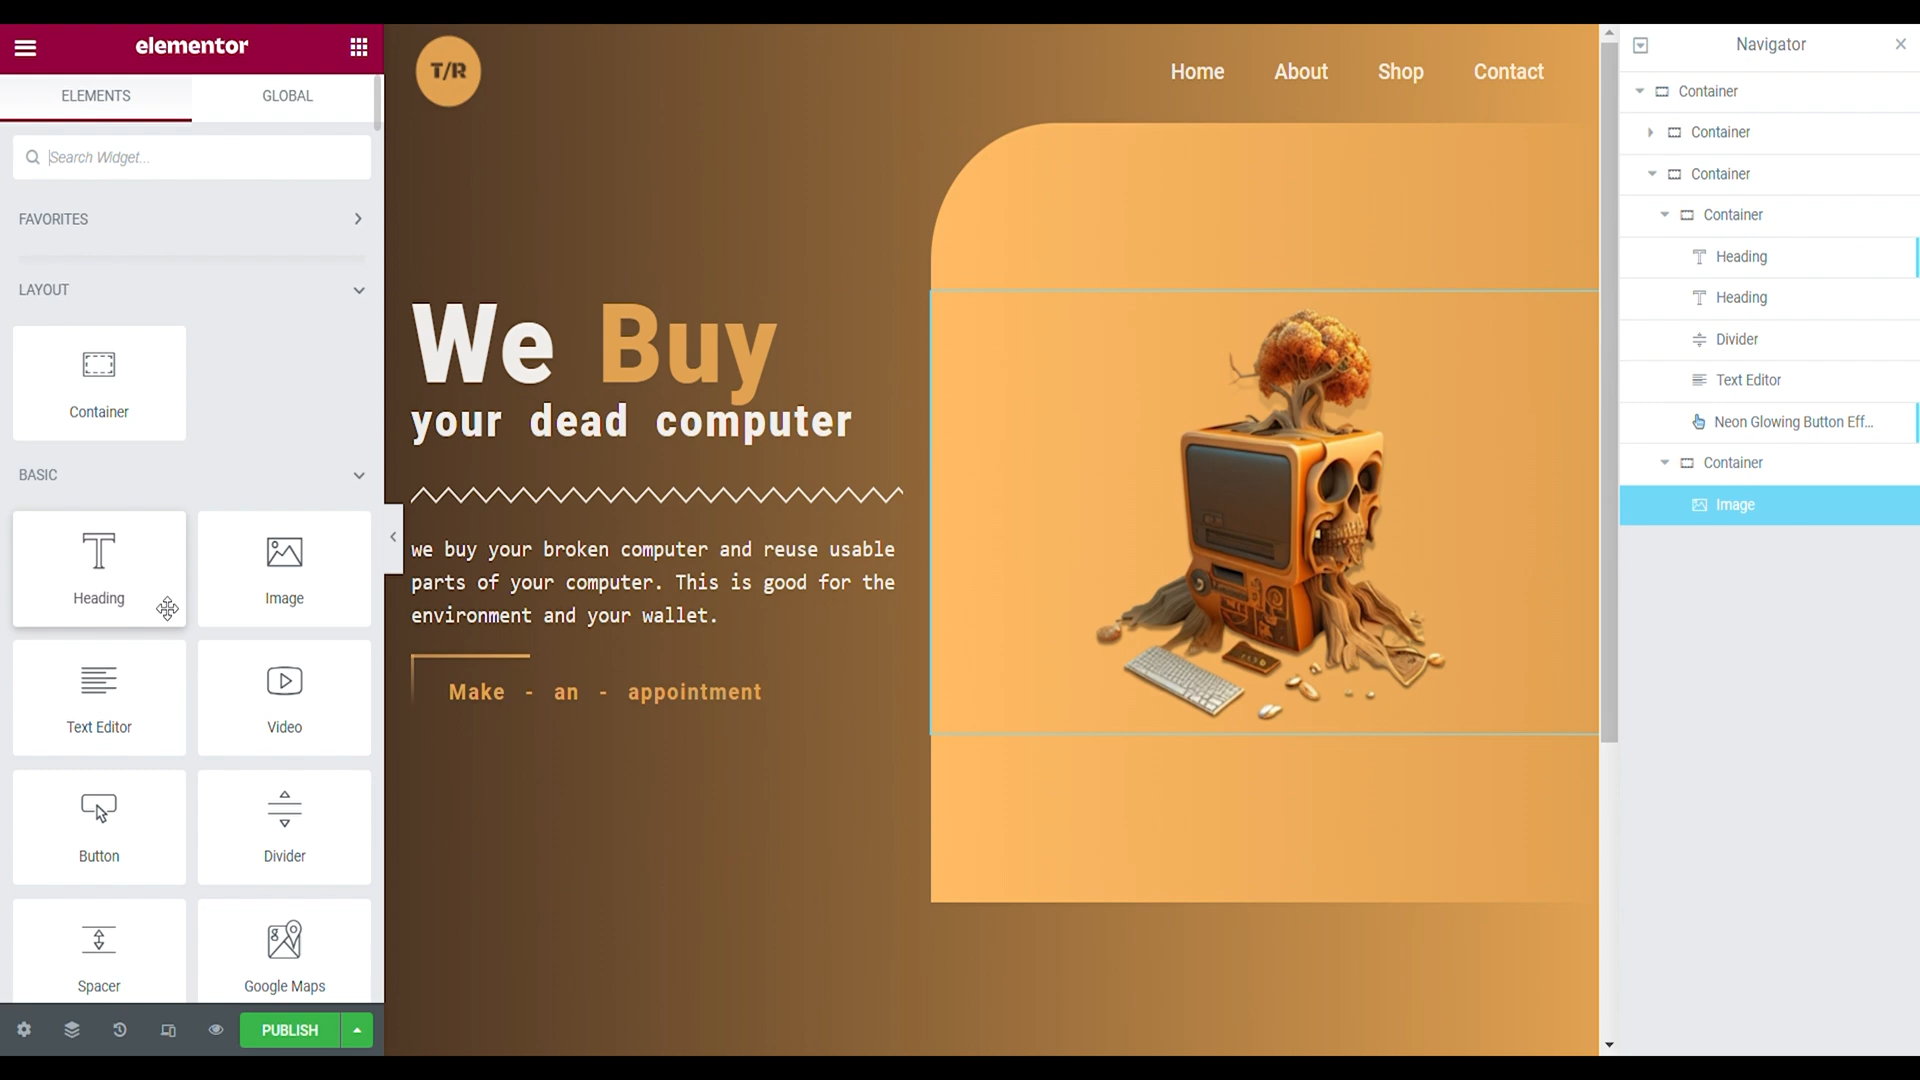 elementor
ELEMENTS
GLOBAL
Search Widget...
FAVORITES
LAYOUT
Container
BASIC
Heading
Image
Text Editor
Video
Button
Divider
Spacer
Google Maps
PUBLISH
T/R
Home
About
Shop
Contact
We Buy
your dead computer
we buy your broken computer and reuse usable
parts of your computer. This is good for the
environment and your wallet.
Make - an - appointment
Navigator
Container
Container
Container
Container
Heading
Heading
Divider
Text Editor
Neon Glowing Button Eff...
Container
Image